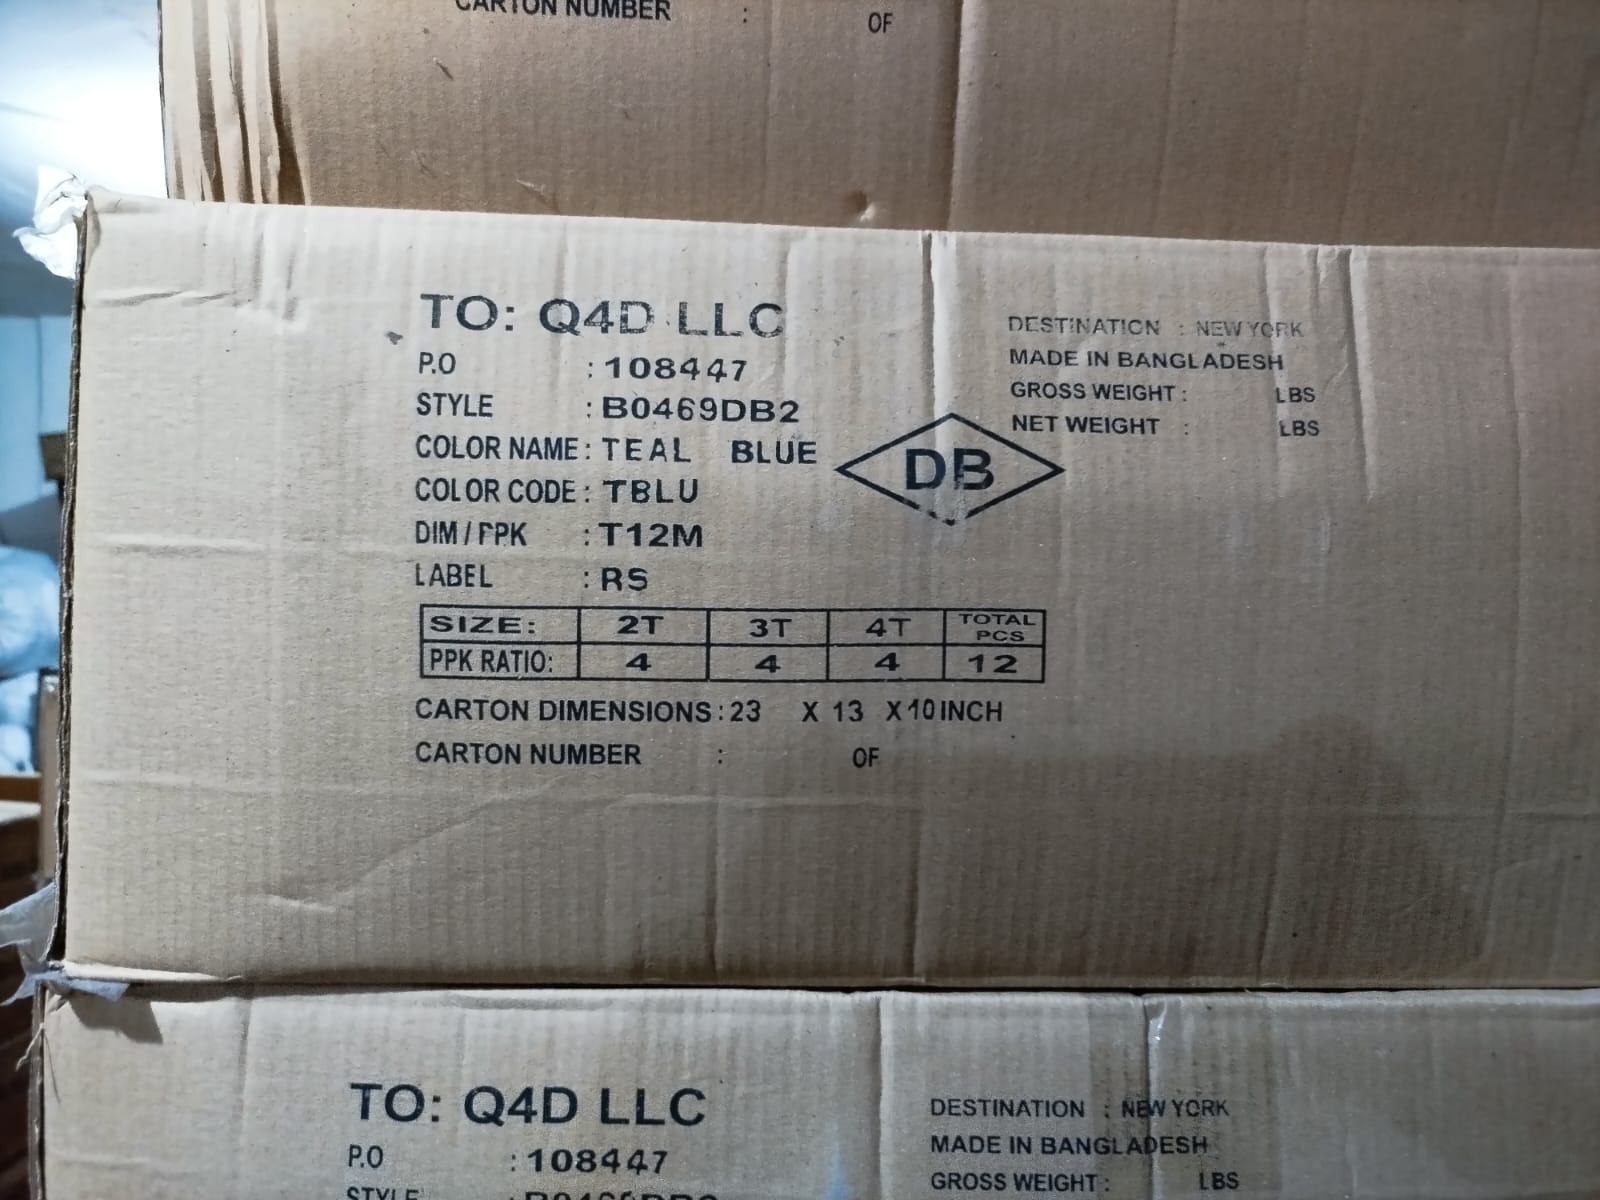 CARTON NUMBER : OF
TO: Q4D LLC
P.O : 108447
STYLE : B0469DB2
COLOR NAME : TEAL BLUE
COLOR CODE : TBLU
DIM / PPK : T12M
LABEL : RS
DESTINATION : NEW YORK
MADE IN BANGLADESH
GROSS WEIGHT : LBS
NET WEIGHT : LBS
DB
SIZE: 2T 3T 4T TOTAL PCS
PPK RATIO: 4 4 4 12
CARTON DIMENSIONS : 23 X 13 X 10 INCH
CARTON NUMBER : OF
TO: Q4D LLC
P.O : 108447
STYLE :
DESTINATION : NEW YORK
MADE IN BANGLADESH
GROSS WEIGHT : LBS